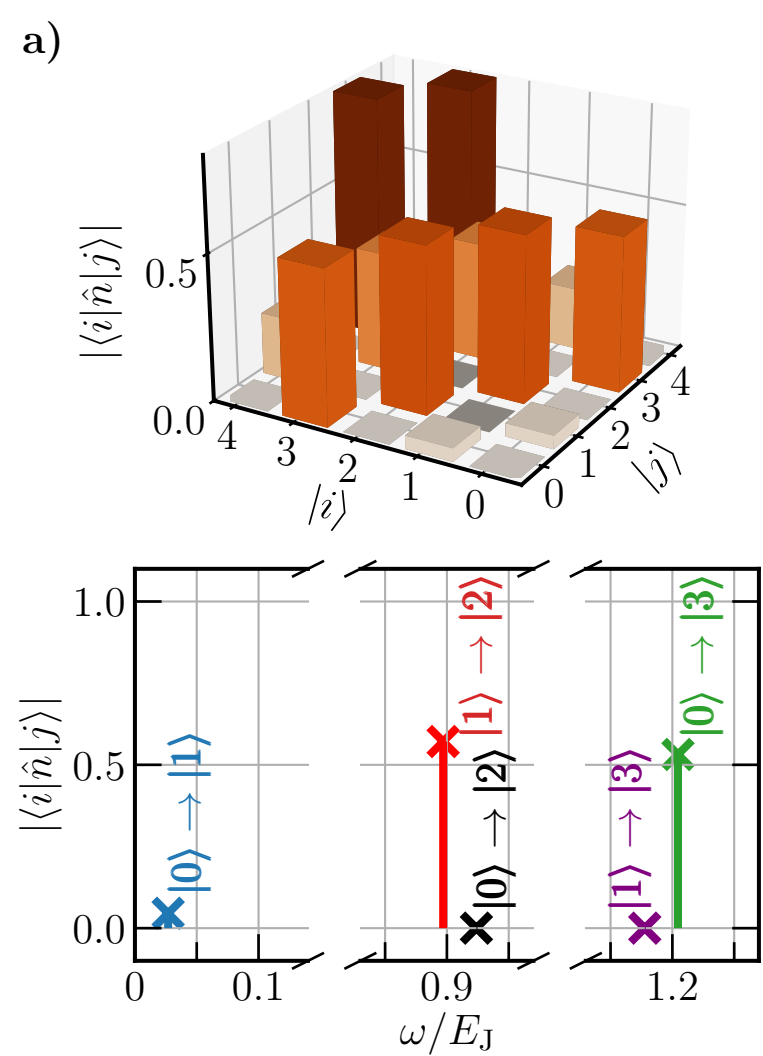 a)
|⟨i|n̂|j⟩|
0.5
0.0
4
3
2
1
0
|i⟩
0
1
2
3
4
|j⟩
|⟨i|n̂|j⟩|
1.0
0.5
0.0
|0⟩ → |1⟩
|1⟩ → |2⟩
|0⟩ → |2⟩
|1⟩ → |3⟩
|0⟩ → |3⟩
0
0.1
0.9
1.2
ω/E_J